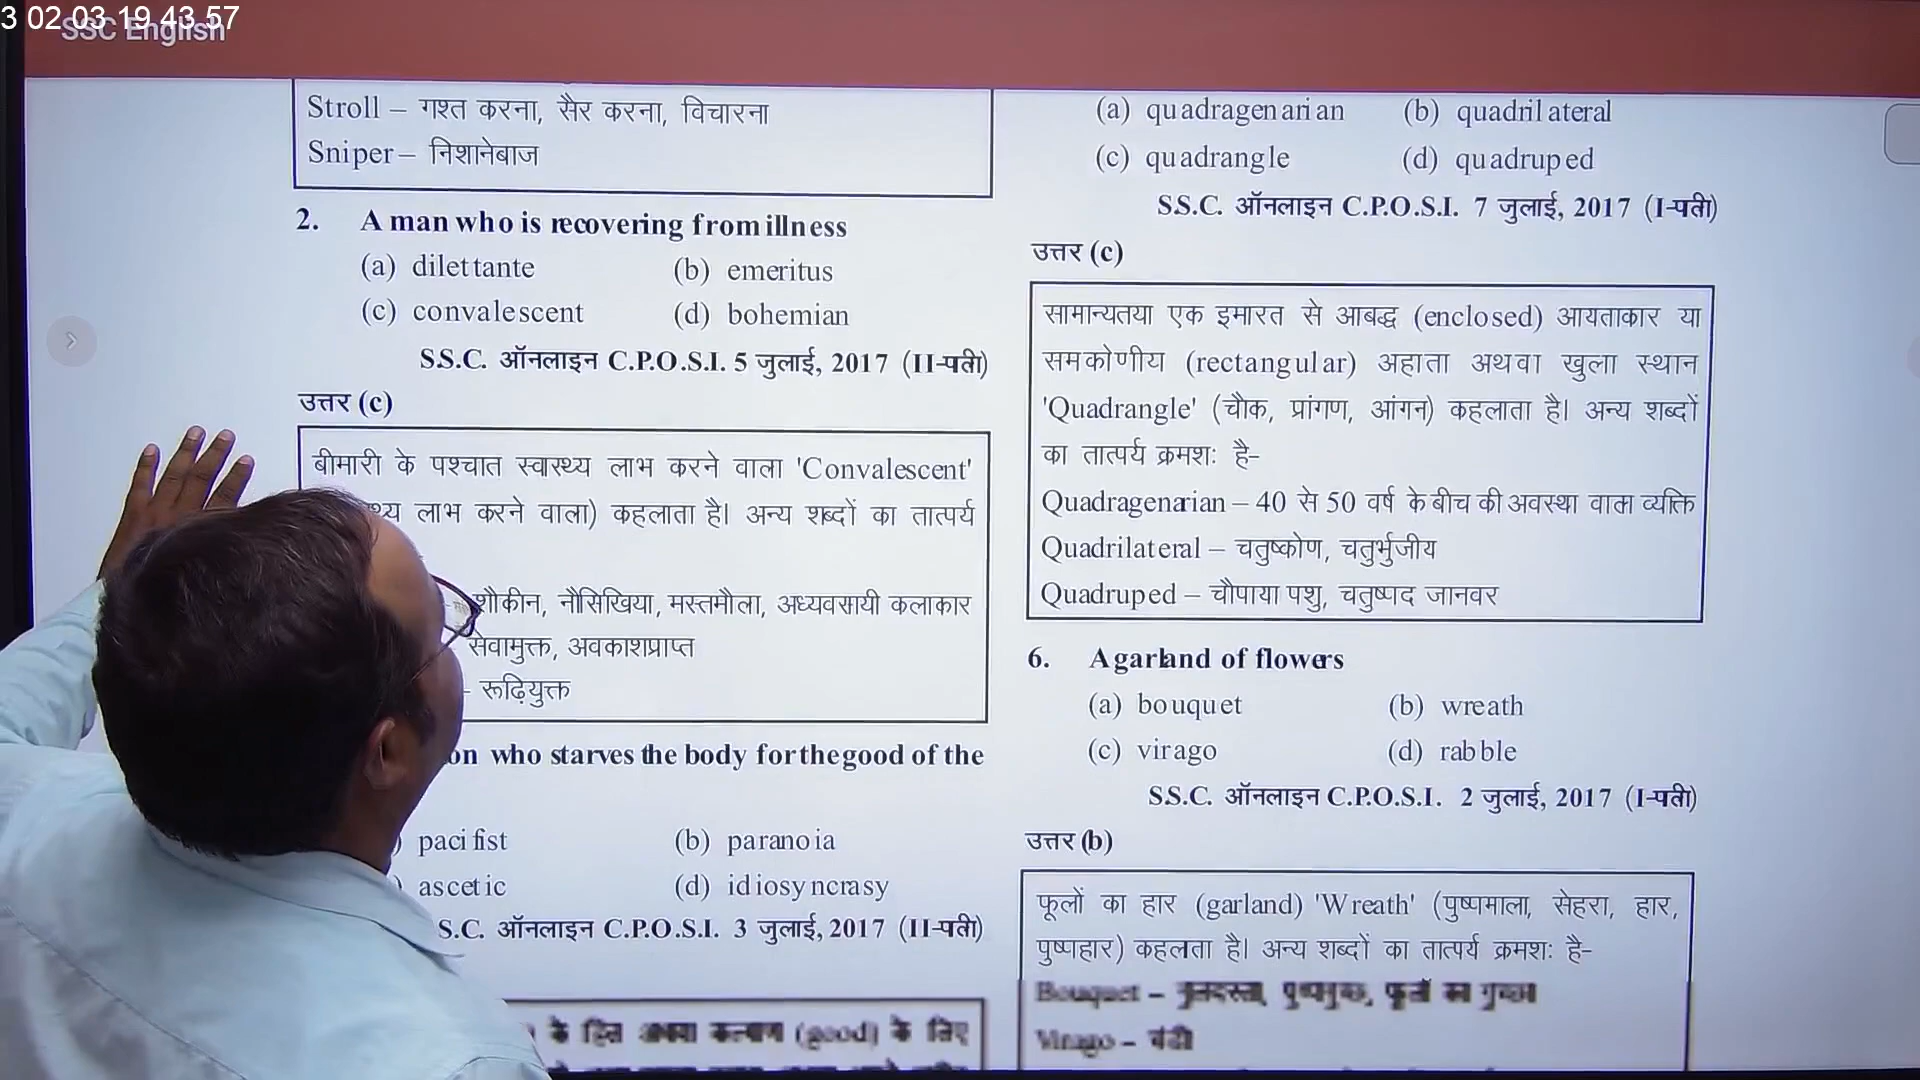 3 02 03 19 43 57
SSC English
Stroll – गश्त करना, सैर करना, विचारना
Sniper – निशानेबाज
2. A man who is recovering from illness
(a) dilettante (b) emeritus
(c) convalescent (d) bohemian
S.S.C. ऑनलाइन C.P.O.S.I. 5 जुलाई, 2017 (II-पाली)
उत्तर (c)
बीमारी के पश्चात स्वास्थ्य लाभ करने वाला 'Convalescent'
लाभ करने वाला) कहलाता है। अन्य शब्दों का तात्पर्य
शौकीन, नौसिखिया, मस्तमौला, अध्यवसायी कलाकार
सेवामुक्त, अवकाशप्राप्त
- रूढ़ियुक्त
who starves the body for the good of the
pacifist (b) paranoia
ascetic (d) idiosyncrasy
S.C. ऑनलाइन C.P.O.S.I. 3 जुलाई, 2017 (II-पाली)
के हित अथवा कल्याण (good) के लिए
(a) quadragenarian (b) quadrilateral
(c) quadrangle (d) quadruped
S.S.C. ऑनलाइन C.P.O.S.I. 7 जुलाई, 2017 (I-पाली)
उत्तर (c)
सामान्यतया एक इमारत से आबद्ध (enclosed) आयताकार या
समकोणीय (rectangular) अहाता अथवा खुला स्थान
'Quadrangle' (चौक, प्रांगण, आंगन) कहलाता है। अन्य शब्दों
का तात्पर्य क्रमशः है-
Quadragenarian – 40 से 50 वर्ष के बीच की अवस्था वाला व्यक्ति
Quadrilateral – चतुष्कोण, चतुर्भुजीय
Quadruped – चौपाया पशु, चतुष्पद जानवर
6. A garland of flowers
(a) bouquet (b) wreath
(c) virago (d) rabble
S.S.C. ऑनलाइन C.P.O.S.I. 2 जुलाई, 2017 (I-पाली)
उत्तर (b)
फूलों का हार (garland) 'Wreath' (पुष्पमाला, सेहरा, हार,
पुष्पहार) कहलता है। अन्य शब्दों का तात्पर्य क्रमशः है-
Bouquet – गुलदस्ता, पुष्पगुच्छ, फूलों का गुच्छा
Virago – चंडी